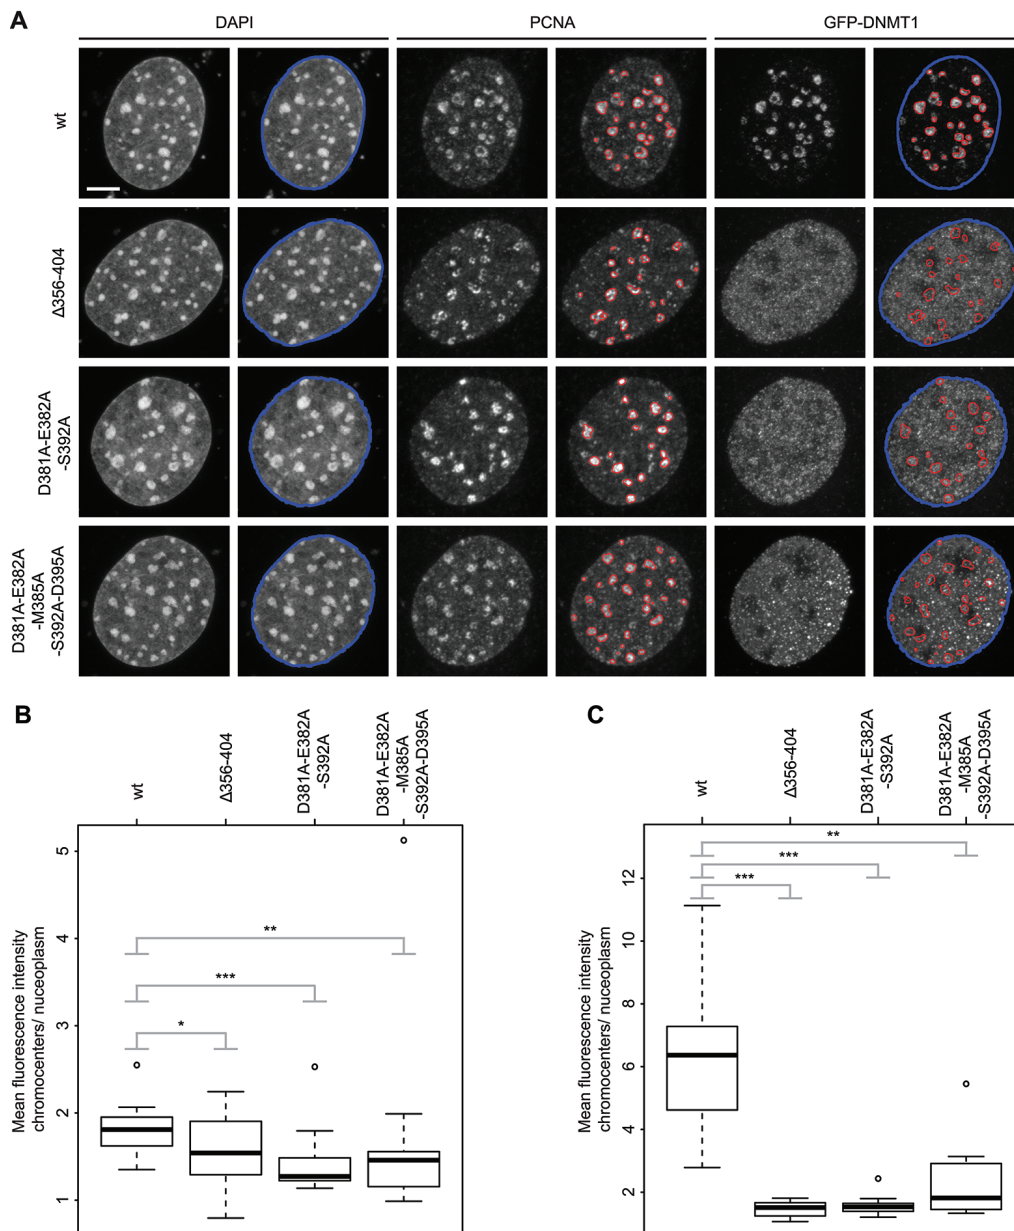 A
DAPI
PCNA
GFP-DNMT1
wt
Δ356-404
D381A-E382A
-S392A
D381A-E382A
-M385A
-S392A-D395A
B
wt
Δ356-404
D381A-E382A
-S392A
D381A-E382A
-M385A
-S392A-D395A
Mean fluorescence intensity
chromocenters/ nuceoplasm
5
4
3
2
1
**
***
*
C
wt
Δ356-404
D381A-E382A
-S392A
D381A-E382A
-M385A
-S392A-D395A
Mean fluorescence intensity
chromocenters/ nuceoplasm
12
10
8
6
4
2
**
***
***